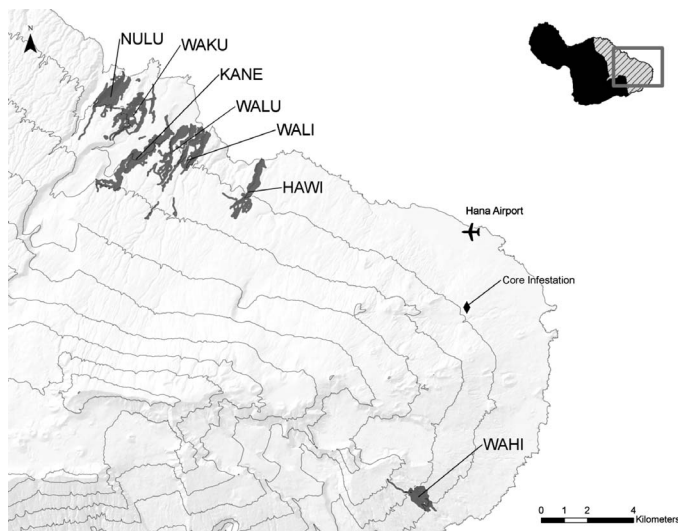 N
NULU
WAKU
KANE
WALU
WALI
HAWI
Hana Airport
Core Infestation
WAHI
0 1 2 4
Kilometers